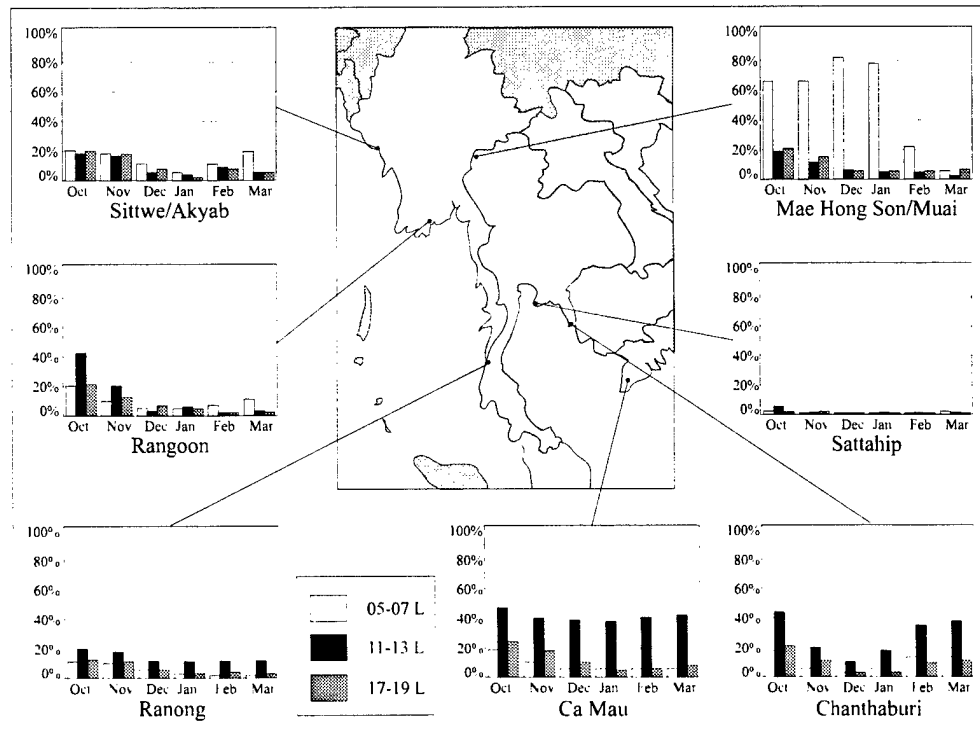 100%
80%
60%
40%
20%
0%
Oct Nov Dec Jan Feb Mar
Sittwe/Akyab
100%
80%
60%
40%
20%
0%
Oct Nov Dec Jan Feb Mar
Mae Hong Son/Muai
100%
80%
60%
40%
20%
0%
Oct Nov Dec Jan Feb Mar
Rangoon
100%
80%
60%
40%
20%
0%
Oct Nov Dec Jan Feb Mar
Sattahip
100%
80%
60%
40%
20%
0%
Oct Nov Dec Jan Feb Mar
Ranong
05-07 L
11-13 L
17-19 L
100%
80%
60%
40%
20%
0%
Oct Nov Dec Jan Feb Mar
Ca Mau
100%
80%
60%
40%
20%
0%
Oct Nov Dec Jan Feb Mar
Chanthaburi